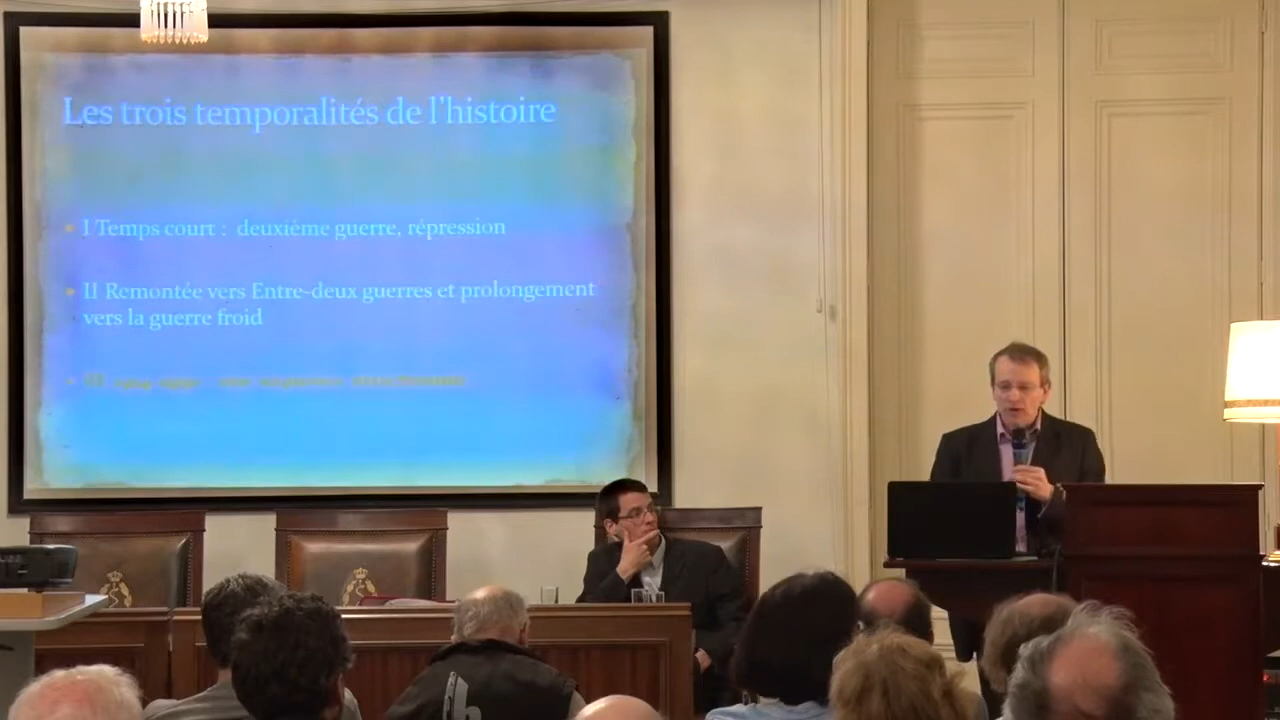 Les trois temporalités de l'histoire
I Temps court : deuxième guerre, répression
II Remontée vers Entre-deux guerres et prolongement
vers la guerre froid
III